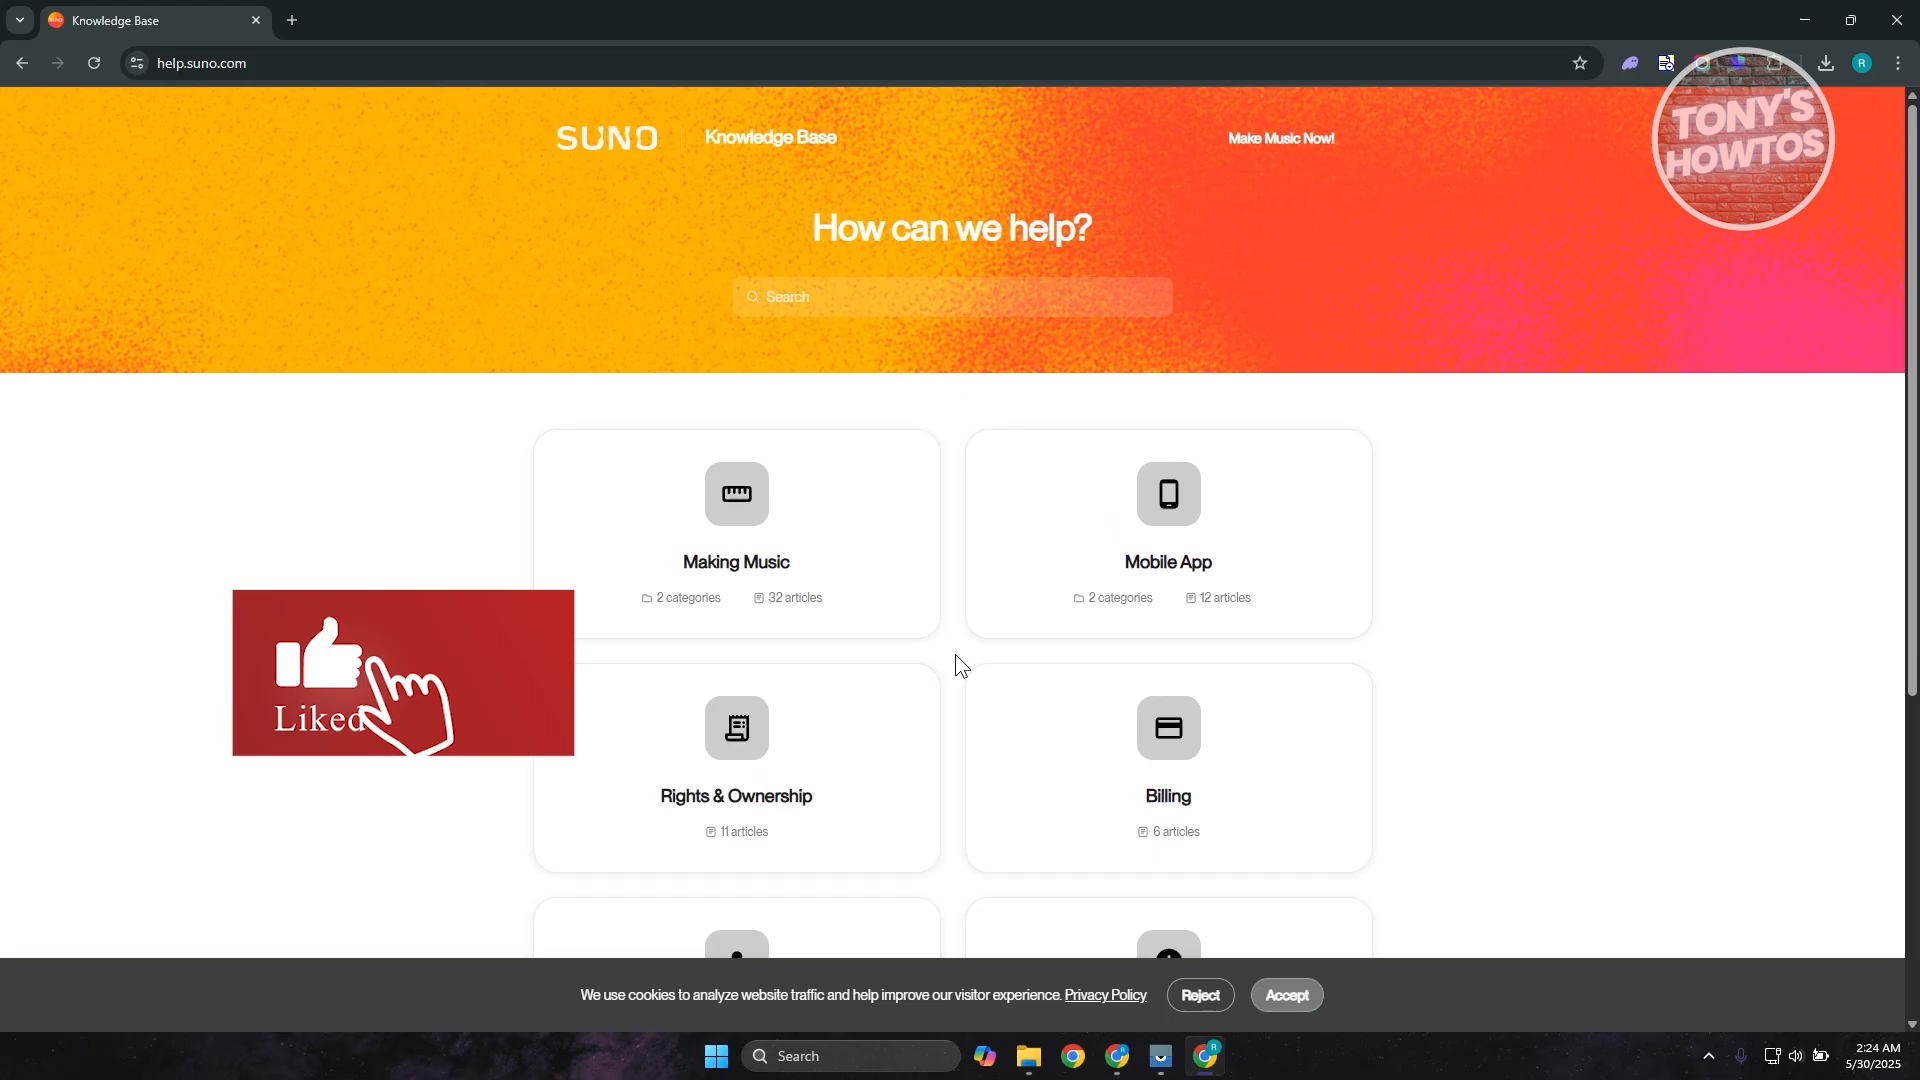 Knowledge Base
help.suno.com
R
TONY'S
HOWTOS
SUNO
Knowledge Base
Make Music Now!
How can we help?
Search
Making Music
2 categories
32 articles
Mobile App
2 categories
12 articles
Liked
Rights & Ownership
11 articles
Billing
6 articles
We use cookies to analyze website traffic and help improve our visitor experience. Privacy Policy
Reject
Accept
Search
R
2:24 AM
5/30/2025